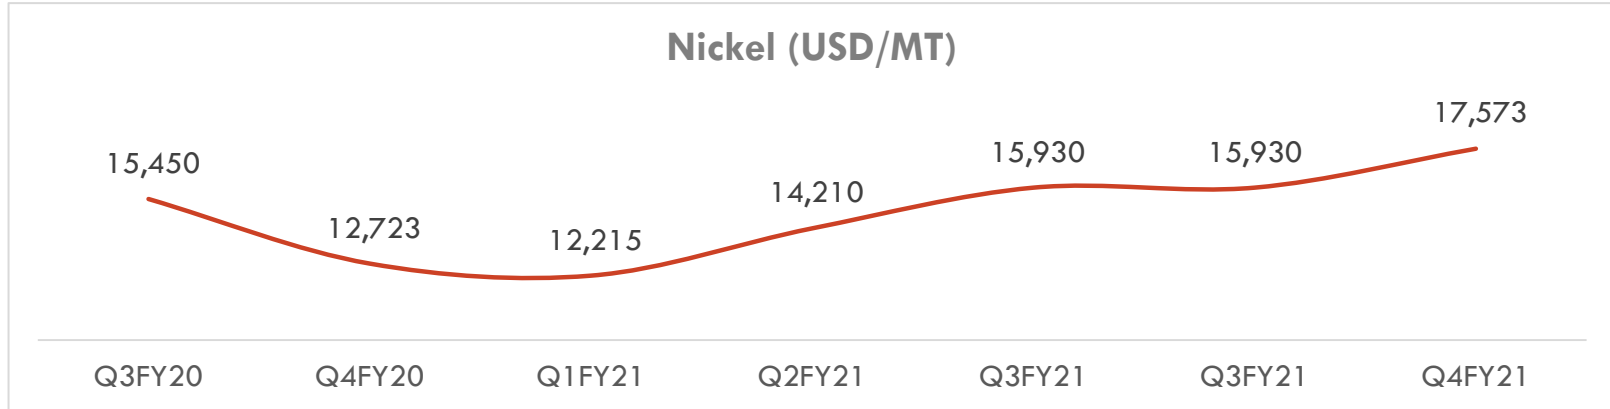 Nickel (USD/MT)
15,450
12,723
12,215
14,210
15,930
15,930
17,573
Q3FY20
Q4FY20
Q1FY21
Q2FY21
Q3FY21
Q3FY21
Q4FY21